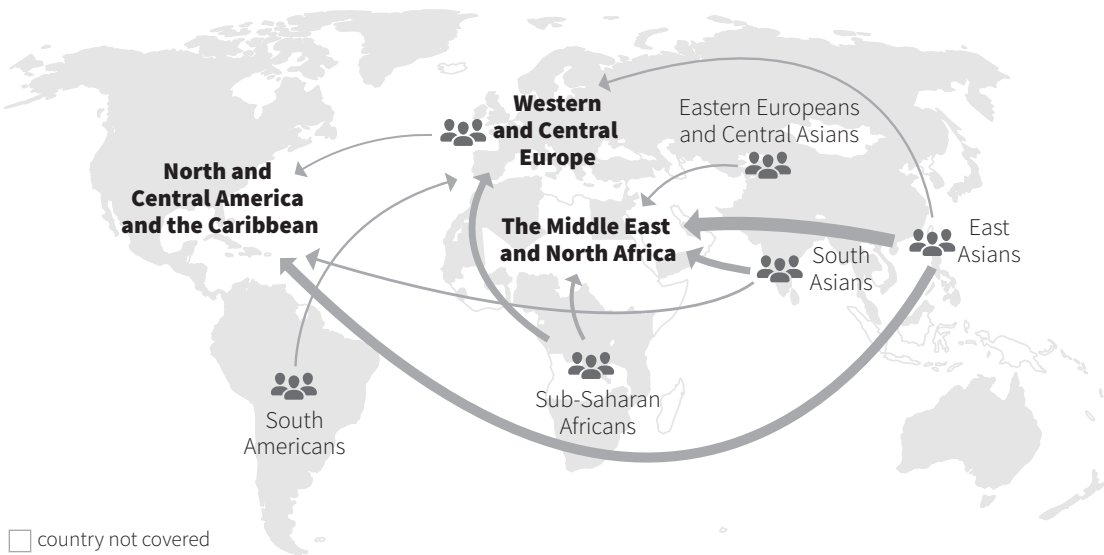 Western
and Central
Europe
Eastern Europeans
and Central Asians
North and
Central America
and the Caribbean
The Middle East
and North Africa
East
Asians
South
Asians
Sub-Saharan
Africans
South
Americans
country not covered